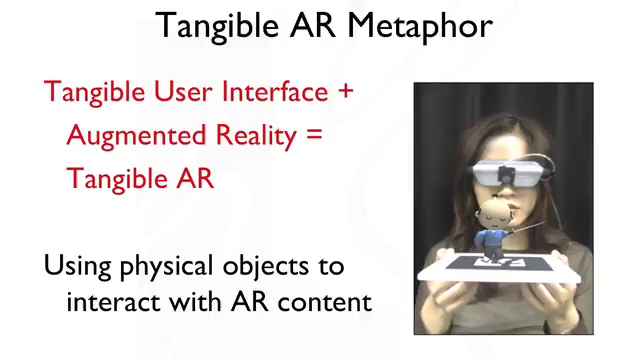 Tangible AR Metaphor
Tangible User Interface +
Augmented Reality =
Tangible AR
Using physical objects to
interact with AR content